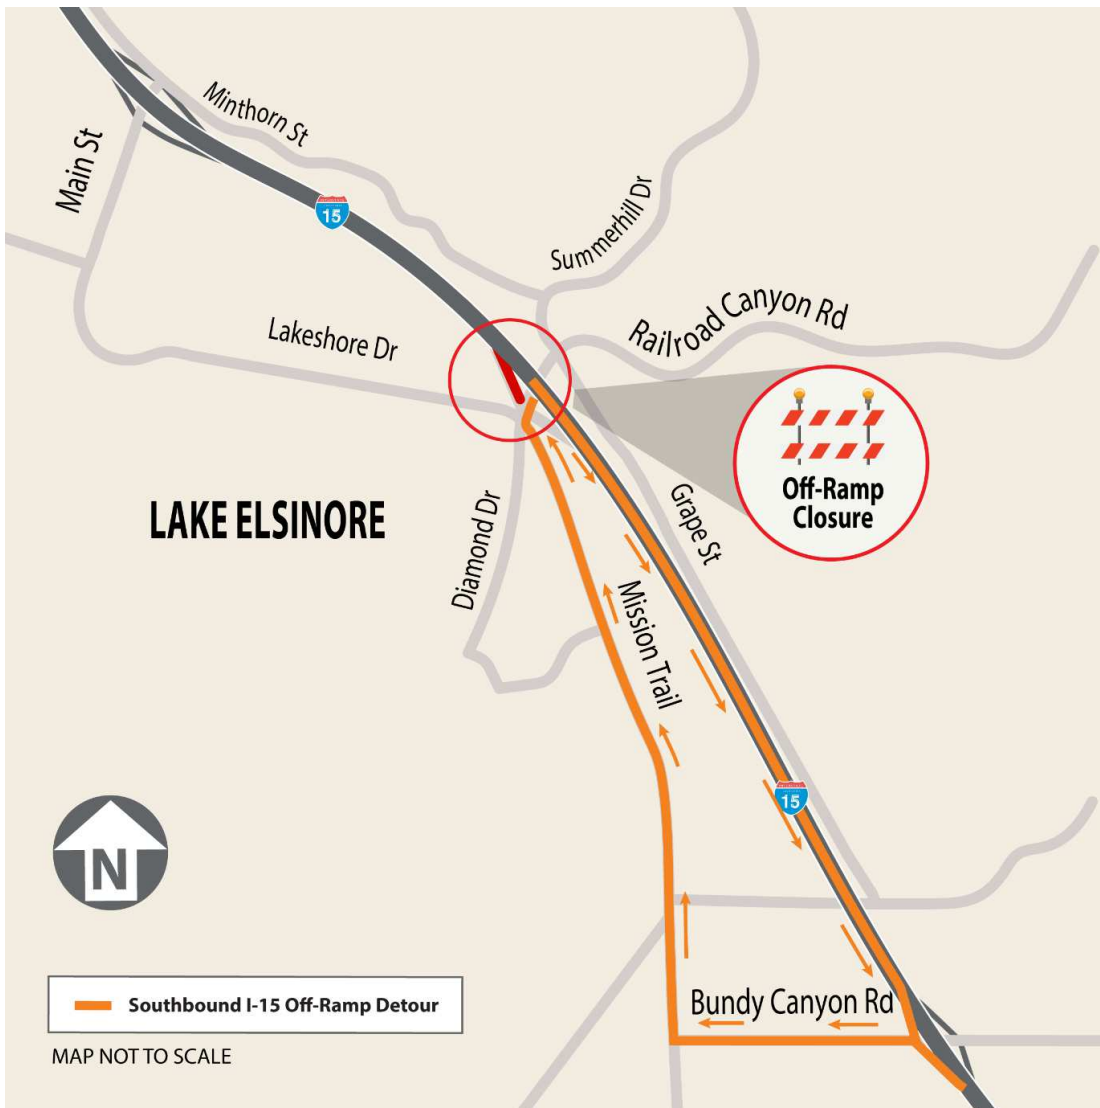 Minthorn St
Main St
15
Summerhill Dr
Railroad Canyon Rd
Lakeshore Dr
Off-Ramp
Closure
Grape St
LAKE ELSINORE
Diamond Dr
Mission Trail
15
N
Bundy Canyon Rd
Southbound I-15 Off-Ramp Detour
MAP NOT TO SCALE